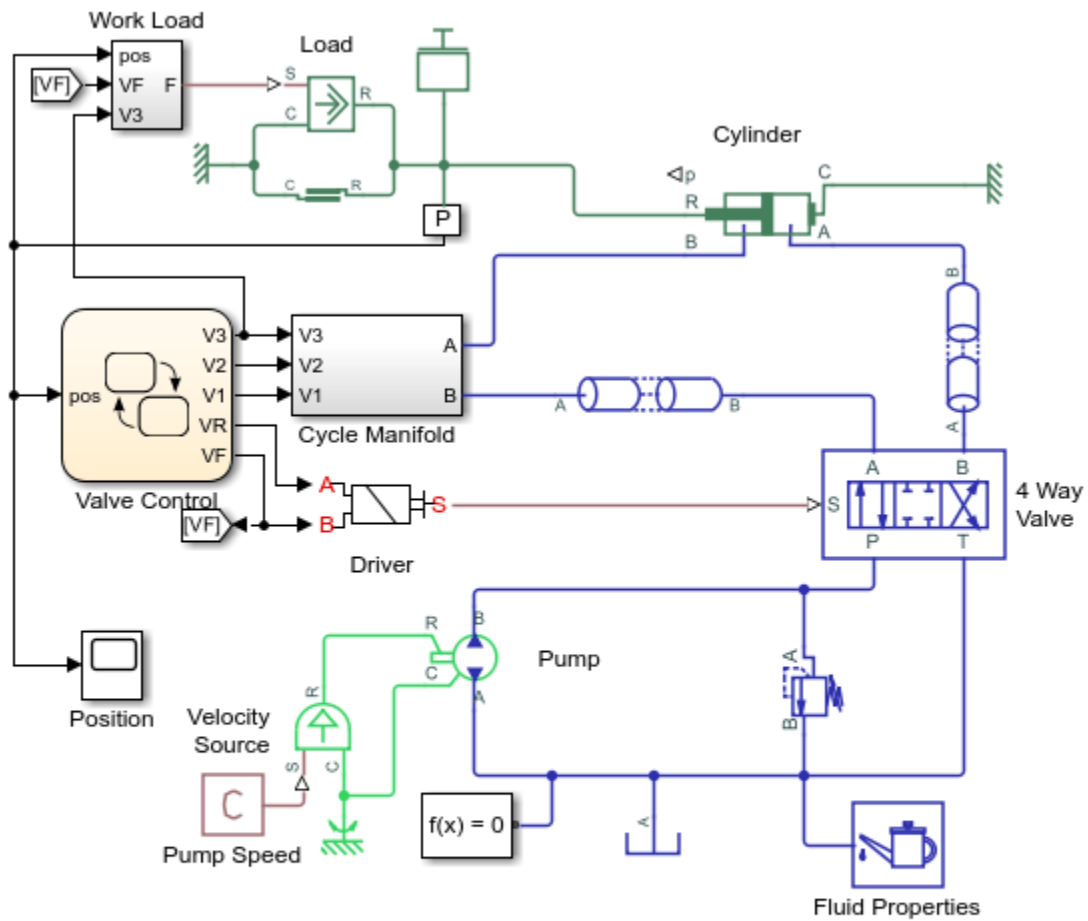 Work Load
pos
VF
V3
F
[VF]
Load
S
C
R
C
R
P
Cylinder
p
R
C
B
A
B
A
pos
V3
V2
V1
VR
VF
Valve Control
V3
V2
V1
A
B
Cycle Manifold
A
B
[VF]
A
B
S
Driver
S
A
B
P
T
4 Way
Valve
Position
Velocity
Source
R
S
C
C
Pump Speed
R
C
B
A
Pump
A
B
f(x) = 0
A
Fluid Properties